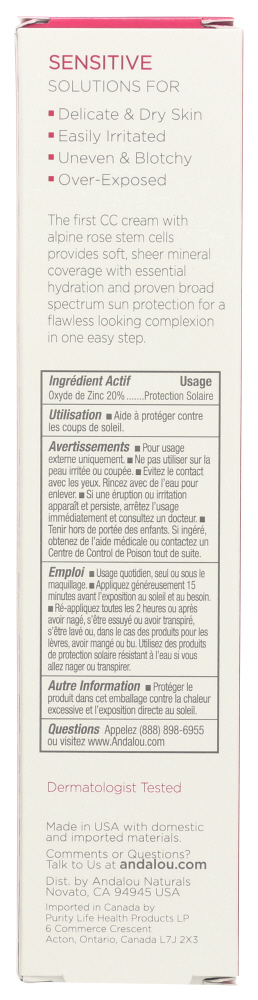 SENSITIVE
SOLUTIONS FOR
▪ Delicate & Dry Skin
▪ Easily Irritated
▪ Uneven & Blotchy
▪ Over-Exposed
The first CC cream with
alpine rose stem cells
provides soft, sheer mineral
coverage with essential
hydration and proven broad
spectrum sun protection for a
flawless looking complexion
in one easy step.
Ingrédient Actif Usage
Oxyde de Zinc 20%.......Protection Solaire
Utilisation ▪ Aide à protéger contre
les coups de soleil.
Avertissements ▪ Pour usage
externe uniquement. ▪ Ne pas utiliser sur la
peau irritée ou coupée. ▪ Evitez le contact
avec les yeux. Rincez avec de l'eau pour
enlever. ▪ Si une éruption ou irritation
apparaît et persiste, arrêtez l'usage
immédiatement et consultez un docteur. ▪
Tenir hors de portée des enfants. Si ingéré,
obtenez de l'aide médicale ou contactez un
Centre de Control de Poison tout de suite.
Emploi ▪ Usage quotidien, seul ou sous le
maquillage. ▪ Appliquez généreusement 15
minutes avant l'exposition au soleil et au besoin.
▪ Ré-appliquez toutes les 2 heures ou après
avoir nagé, s'être essuyé ou avoir transpiré,
s'être lavé ou, dans le cas des produits pour les
lèvres, avoir mangé ou bu. Utilisez des produits
de protection solaire résistant à l'eau si vous
allez nager ou transpirer.
Autre Information ▪ Protéger le
produit dans cet emballage contre la chaleur
excessive et l'exposition directe au soleil.
Questions Appelez (888) 898-6955
ou visitez www.Andalou.com
Dermatologist Tested
Made in USA with domestic
and imported materials.
Comments or Questions?
Talk to Us at andalou.com
Dist. by Andalou Naturals
Novato, CA 94945 USA
Imported in Canada by
Purity Life Health Products LP
6 Commerce Crescent
Acton, Ontario, Canada L7J 2X3